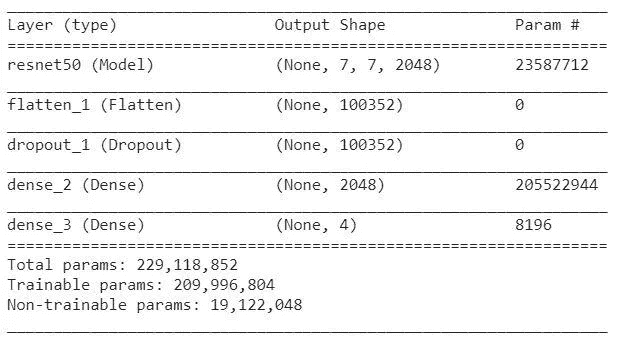 Layer (type) Output Shape Param #
resnet50 (Model) (None, 7, 7, 2048) 23587712
flatten_1 (Flatten) (None, 100352) 0
dropout_1 (Dropout) (None, 100352) 0
dense_2 (Dense) (None, 2048) 205522944
dense_3 (Dense) (None, 4) 8196
Total params: 229,118,852
Trainable params: 209,996,804
Non-trainable params: 19,122,048